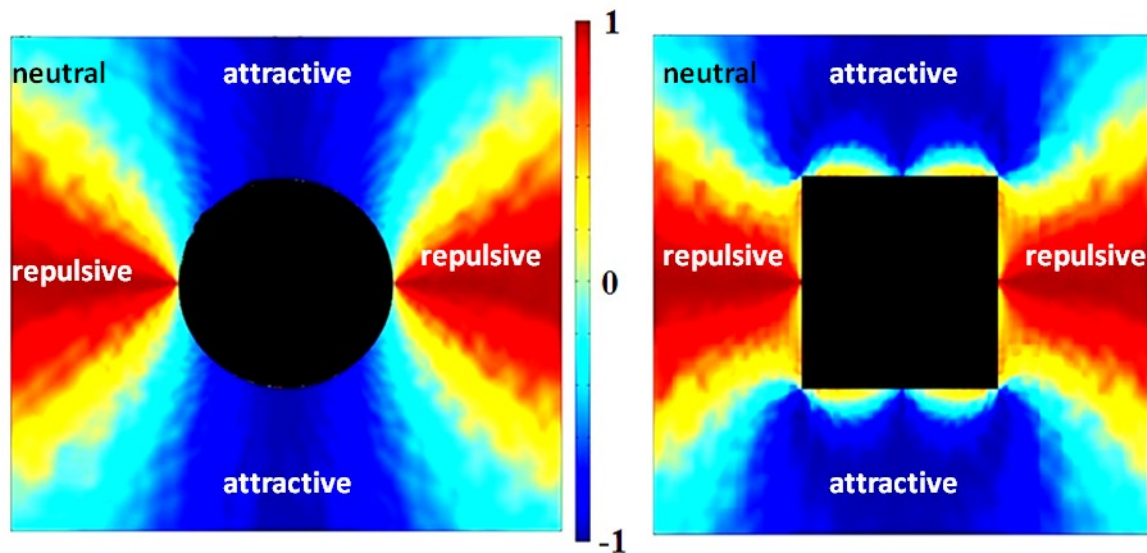 neutral
attractive
repulsive
repulsive
attractive
1
0
-1
neutral
attractive
repulsive
repulsive
attractive